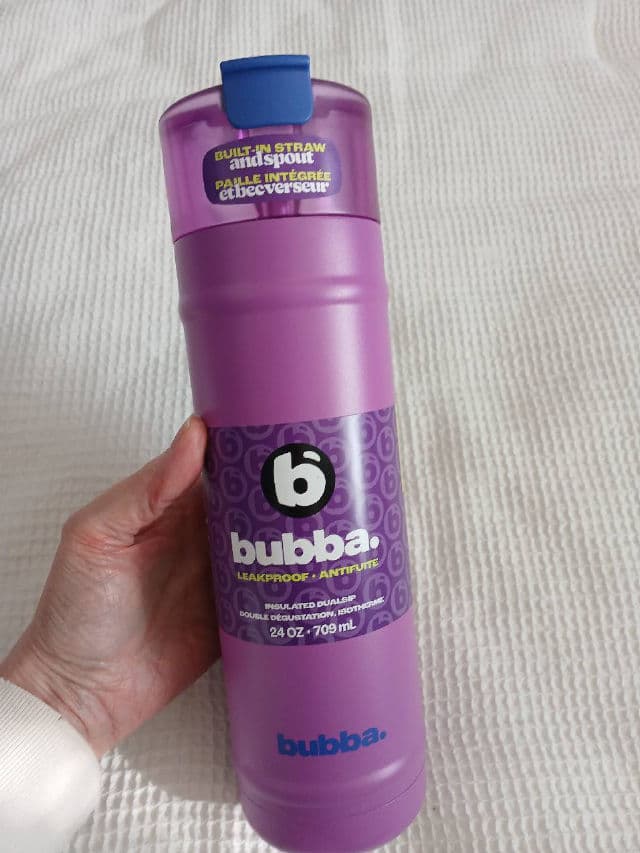 BUILT-IN STRAW
and spout
PAILLE INTÉGRÉE
et bec verseur
b
bubba.
LEAKPROOF • ANTIFUITE
INSULATED DUALSIP
DOUBLE DÉGUSTATION, ISOTHERME
24 OZ • 709 mL
bubba.